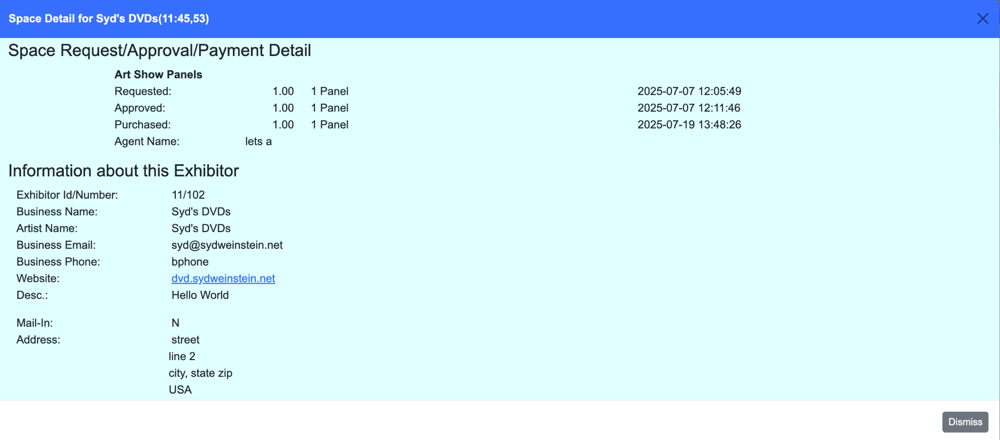 Space Detail for Syd's DVDs(11:45,53)
Space Request/Approval/Payment Detail
Art Show Panels
Requested: 1.00 1 Panel 2025-07-07 12:05:49
Approved: 1.00 1 Panel 2025-07-07 12:11:46
Purchased: 1.00 1 Panel 2025-07-19 13:48:26
Agent Name: lets a
Information about this Exhibitor
Exhibitor Id/Number: 11/102
Business Name: Syd's DVDs
Artist Name: Syd's DVDs
Business Email: syd@sydweinstein.net
Business Phone: bphone
Website: dvd.sydweinstein.net
Desc.: Hello World
Mail-In: N
Address: street
line 2
city, state zip
USA
Dismiss